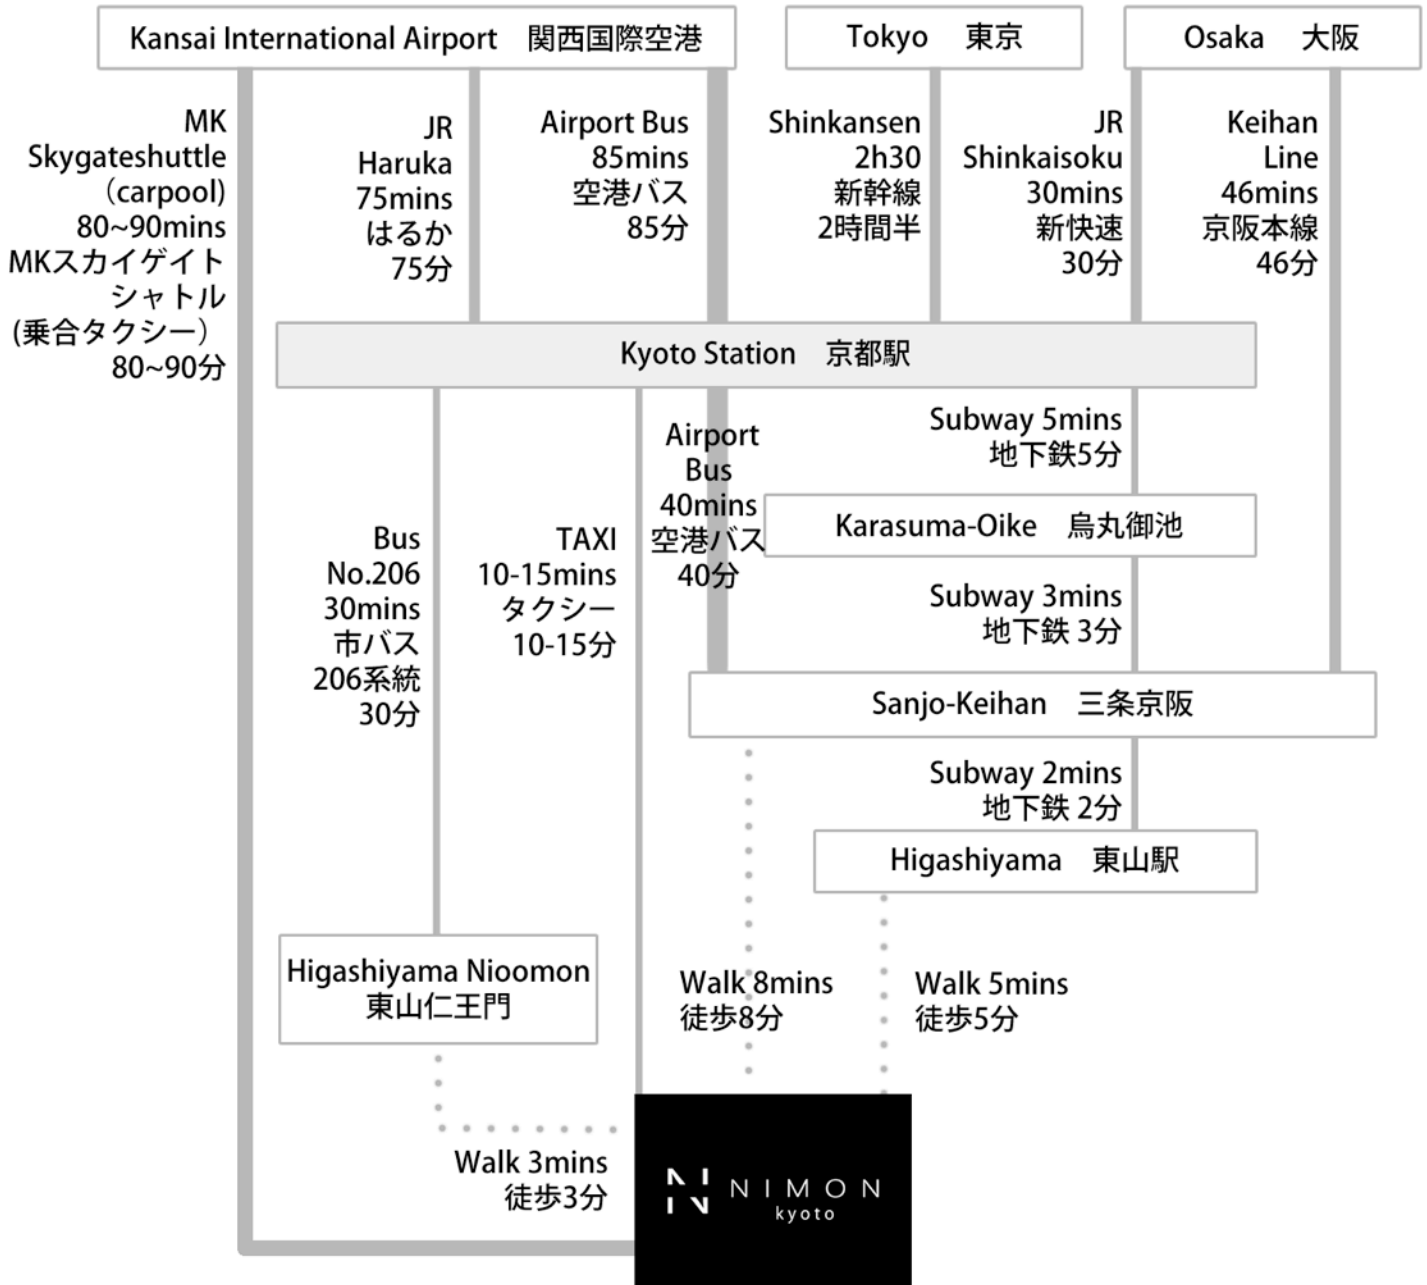 Kansai International Airport　関西国際空港
Tokyo　東京
Osaka　大阪
MK
Skygateshuttle
（carpool)
80~90mins
MKスカイゲイト
シャトル
(乗合タクシー）
80~90分
JR
Haruka
75mins
はるか
75分
Airport Bus
85mins
空港バス
85分
Shinkansen
2h30
新幹線
2時間半
JR
Shinkaisoku
30mins
新快速
30分
Keihan
Line
46mins
京阪本線
46分
Kyoto Station　京都駅
Bus
No.206
30mins
市バス
206系統
30分
TAXI
10-15mins
タクシー
10-15分
Airport
Bus
40mins
空港バス
40分
Subway 5mins
地下鉄5分
Karasuma-Oike　烏丸御池
Subway 3mins
地下鉄 3分
Sanjo-Keihan　三条京阪
Subway 2mins
地下鉄 2分
Higashiyama　東山駅
Higashiyama Nioomon
東山仁王門
Walk 8mins
徒歩8分
Walk 5mins
徒歩5分
Walk 3mins
徒歩3分
NIMON
kyoto